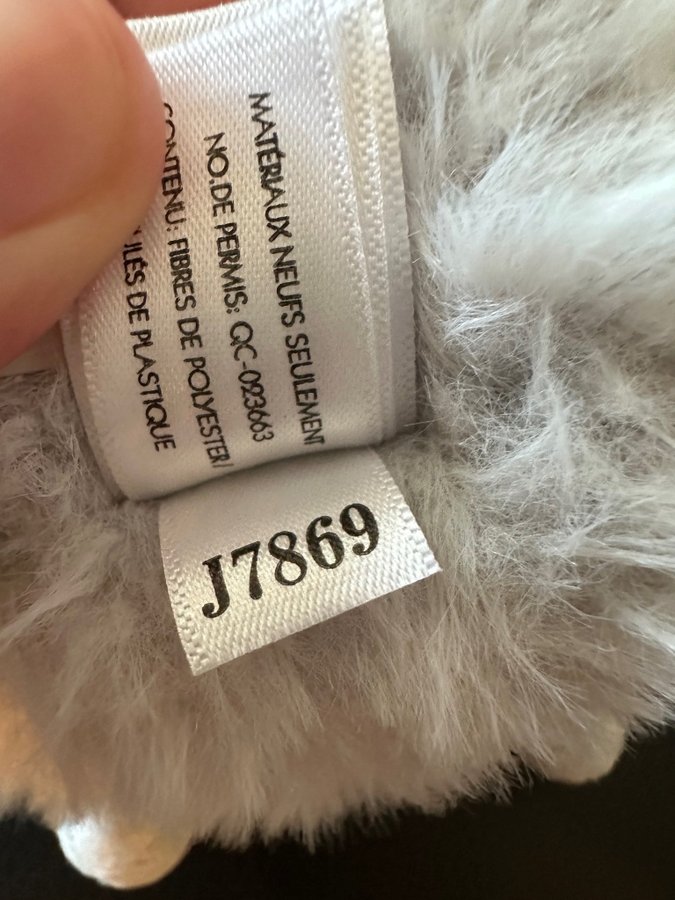 MATÉRIAUX NEUFS SEULEMENT
NO.DE PERMIS: QC-023663
CONTENU: FIBRES DE POLYESTER/
DE PLASTIQUE
J7869